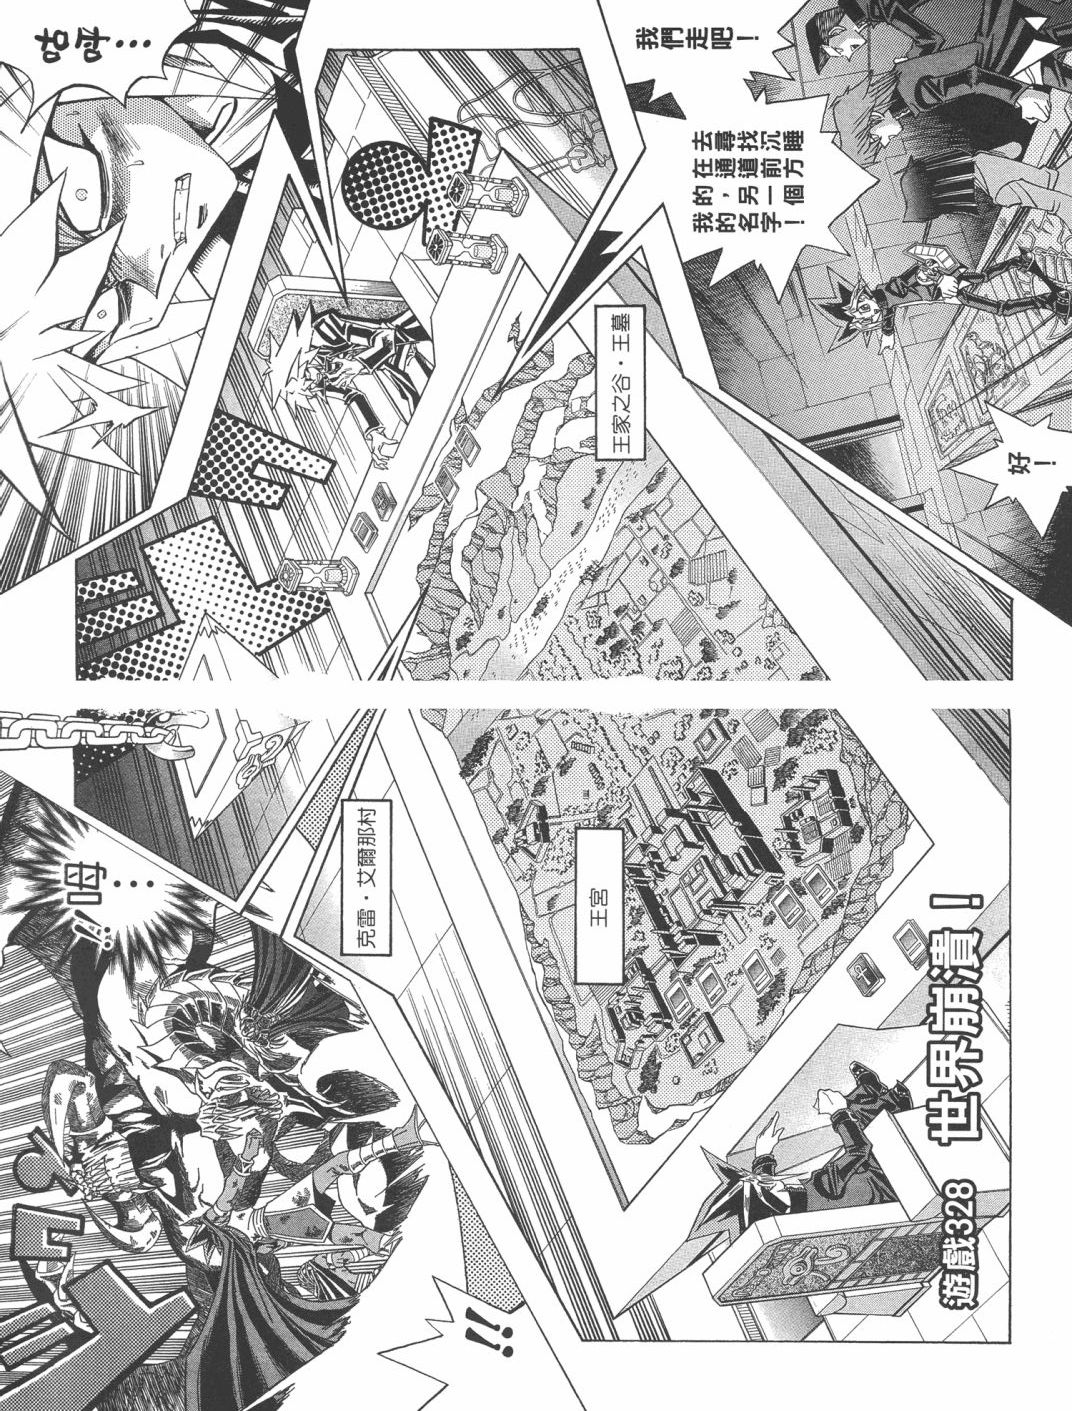 我們走吧！
去尋找沉睡
在通道前方
的，另一個
我的名字！
好！
王家之谷・王墓
咕呼…
遊戲328 世界崩潰！
王宮
克雷・艾爾那村
!!
呣…!!